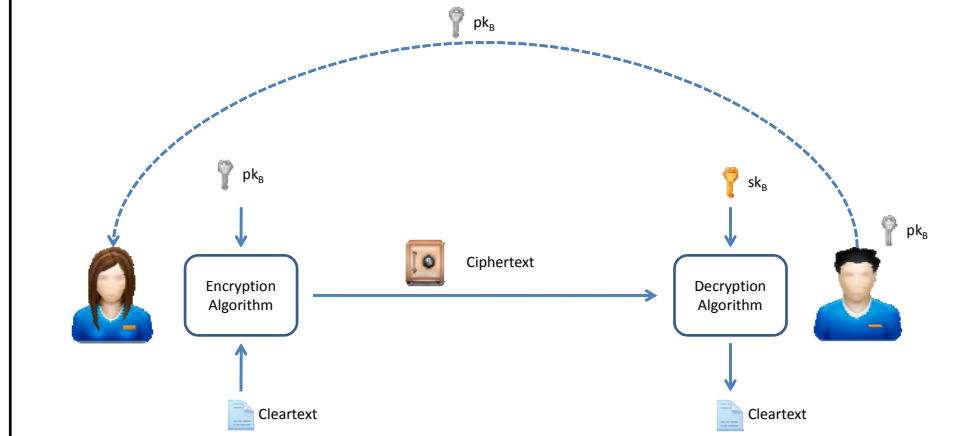 pk_B
pk_B
sk_B
pk_B
Ciphertext
Encryption
Algorithm
Decryption
Algorithm
Cleartext
Cleartext